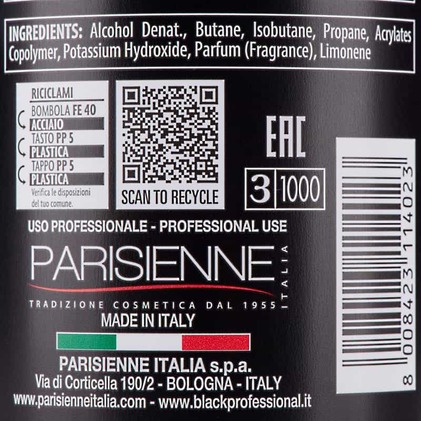 INGREDIENTS: Alcohol Denat., Butane, Isobutane, Propane, Acrylates
Copolymer, Potassium Hydroxide, Parfum (Fragrance), Limonene
RICICLAMI
BOMBOLA FE 40
ACCIAIO
TASTO PP 5
PLASTICA
TAPPO PP 5
PLASTICA
Verifica le disposizioni
del tuo comune.
SCAN TO RECYCLE
EAC
3 1000
USO PROFESSIONALE - PROFESSIONAL USE
PARISIENNE
ITALIA
TRADIZIONE COSMETICA DAL 1955
MADE IN ITALY
PARISIENNE ITALIA s.p.a.
Via di Corticella 190/2 - BOLOGNA - ITALY
www.parisienneitalia.com - www.blackprofessional.it
8 008423 114023